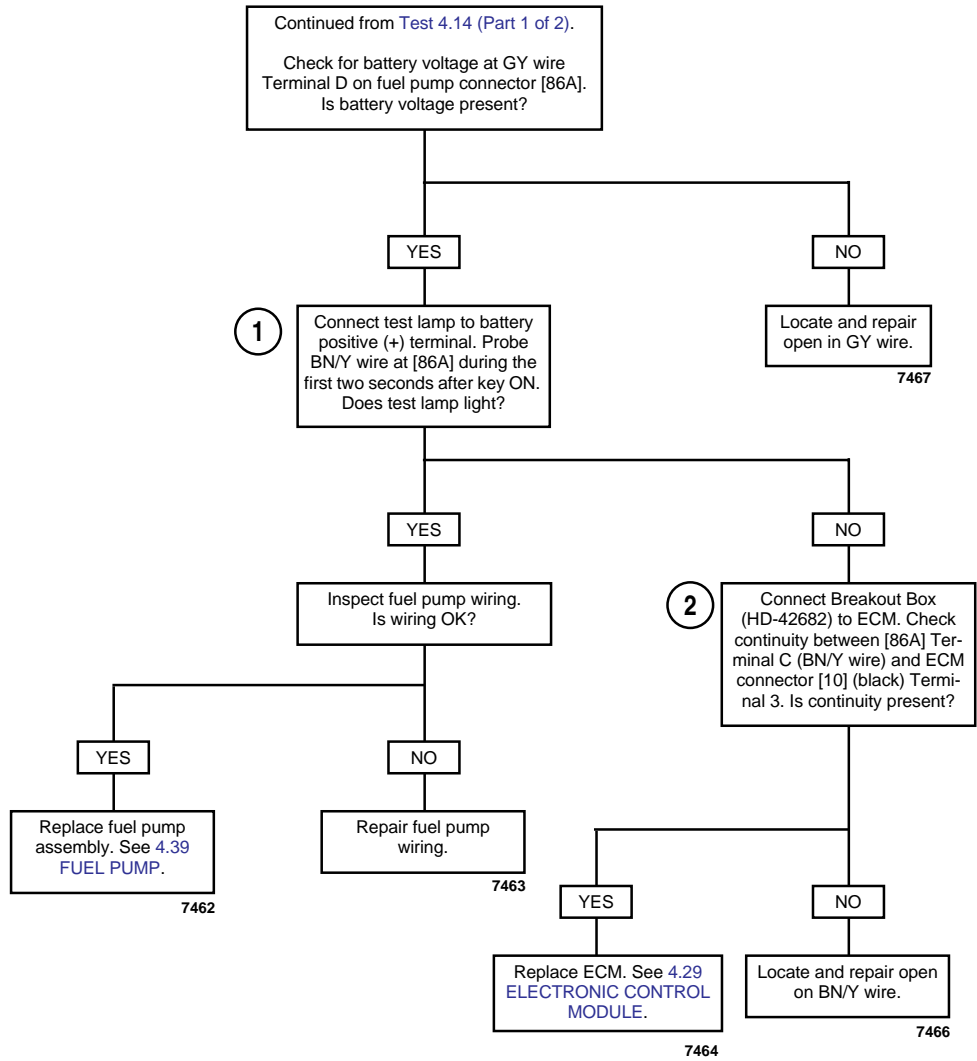 Continued from Test 4.14 (Part 1 of 2).
Check for battery voltage at GY wire
Terminal D on fuel pump connector [86A].
Is battery voltage present?
YES
NO
1
Connect test lamp to battery
positive (+) terminal. Probe
BN/Y wire at [86A] during the
first two seconds after key ON.
Does test lamp light?
Locate and repair
open in GY wire.
7467
YES
NO
Inspect fuel pump wiring.
Is wiring OK?
2
Connect Breakout Box
(HD-42682) to ECM. Check
continuity between [86A] Ter-
minal C (BN/Y wire) and ECM
connector [10] (black) Termi-
nal 3. Is continuity present?
YES
NO
Replace fuel pump
assembly. See 4.39
FUEL PUMP.
7462
Repair fuel pump
wiring.
7463
YES
NO
Replace ECM. See 4.29
ELECTRONIC CONTROL
MODULE.
7464
Locate and repair open
on BN/Y wire.
7466